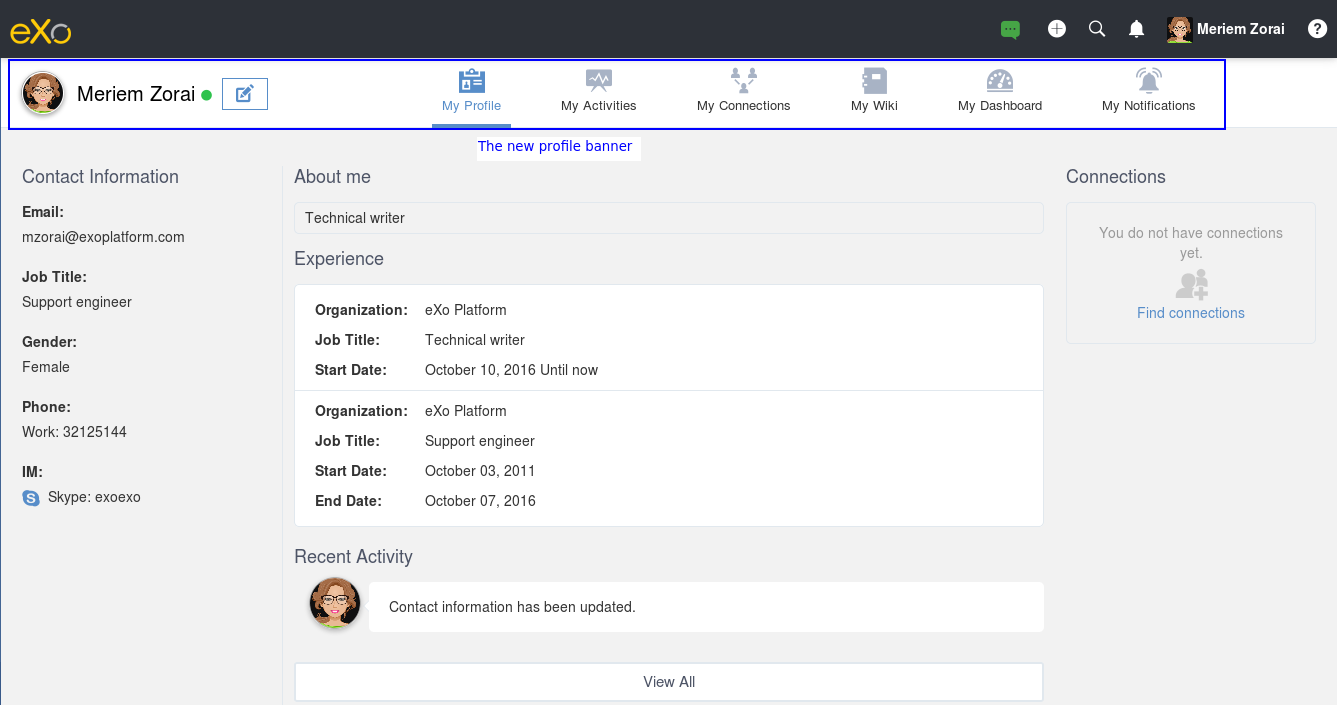 eXo
Meriem Zorai
?
Meriem Zorai
My Profile
My Activities
My Connections
My Wiki
My Dashboard
My Notifications
The new profile banner
Contact Information
Email:
mzorai@exoplatform.com
Job Title:
Support engineer
Gender:
Female
Phone:
Work: 32125144
IM:
S Skype: exoexo
About me
Technical writer
Experience
Organization: eXo Platform
Job Title: Technical writer
Start Date: October 10, 2016 Until now
Organization: eXo Platform
Job Title: Support engineer
Start Date: October 03, 2011
End Date: October 07, 2016
Recent Activity
Contact information has been updated.
View All
Connections
You do not have connections
yet.
Find connections